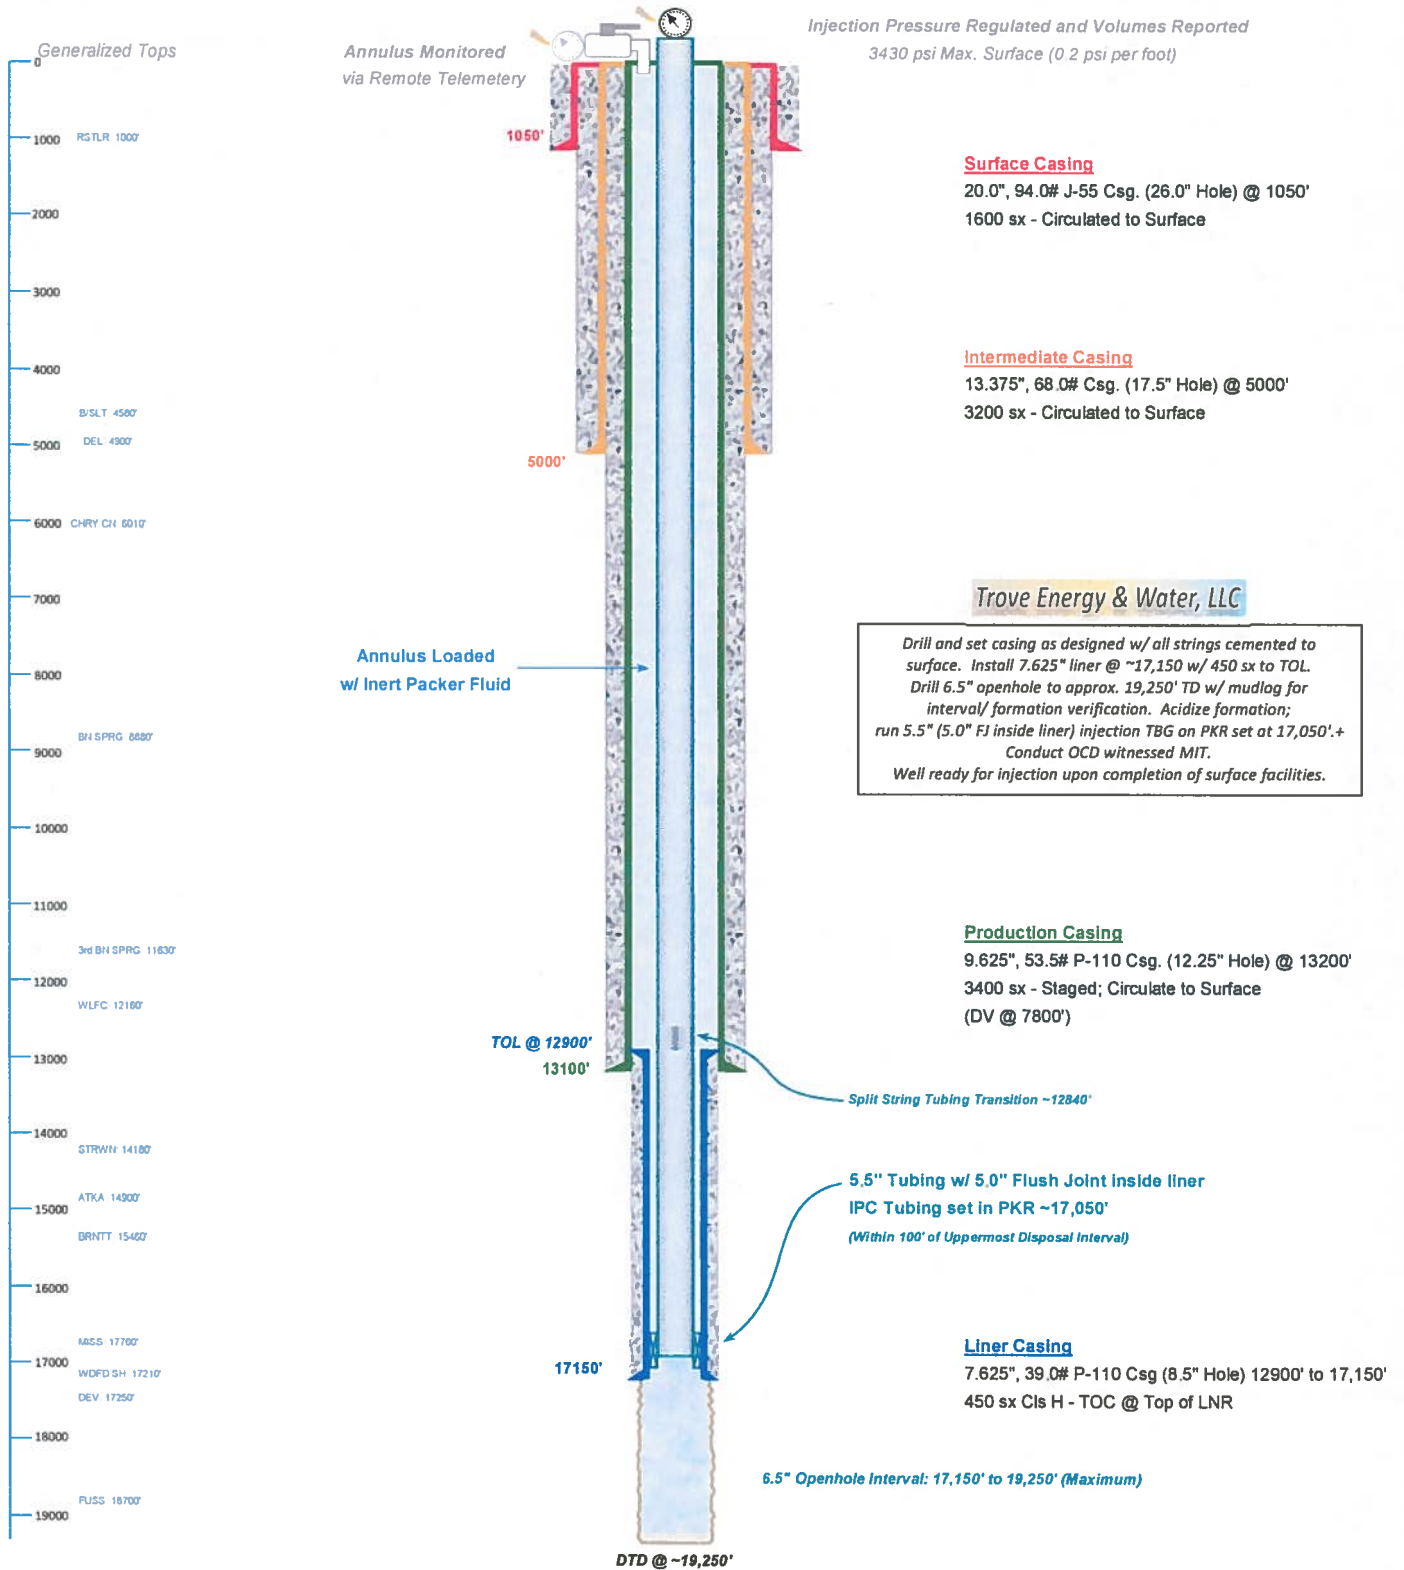 Injection Pressure Regulated and Volumes Reported
3430 psi Max. Surface (0.2 psi per foot)
Generalized Tops
Annulus Monitored
via Remote Telemetery
0
1000
RSTLR 1000'
2000
3000
4000
B/SLT 4560'
DEL 4900'
5000
6000
CHRY CN 6010'
7000
8000
BN SPRG 8880'
9000
10000
11000
3rd BN SPRG 11630'
12000
WLFC 12180'
13000
14000
STRWN 14180'
ATKA 14900'
15000
BRNTT 15460'
16000
MISS 17760'
17000
WDFD SH 17210'
DEV 17250'
18000
FUSS 18700'
19000
1050'
5000'
Annulus Loaded
w/ Inert Packer Fluid
TOL @ 12900'
13100'
17150'
DTD @ ~19,250'
Surface Casing
20.0", 94.0# J-55 Csg. (26.0" Hole) @ 1050'
1600 sx - Circulated to Surface
Intermediate Casing
13.375", 68.0# Csg. (17.5" Hole) @ 5000'
3200 sx - Circulated to Surface
Trove Energy & Water, LLC
Drill and set casing as designed w/ all strings cemented to
surface. Install 7.625" liner @ ~17,150 w/ 450 sx to TOL.
Drill 6.5" openhole to approx. 19,250' TD w/ mudlog for
interval/ formation verification. Acidize formation;
run 5.5" (5.0" FJ inside liner) injection TBG on PKR set at 17,050'.+
Conduct OCD witnessed MIT.
Well ready for injection upon completion of surface facilities.
Production Casing
9.625", 53.5# P-110 Csg. (12.25" Hole) @ 13200'
3400 sx - Staged; Circulate to Surface
(DV @ 7800')
Split String Tubing Transition ~12840'
5.5" Tubing w/ 5.0" Flush Joint inside liner
IPC Tubing set in PKR ~17,050'
(Within 100' of Uppermost Disposal Interval)
Liner Casing
7.625", 39.0# P-110 Csg (8.5" Hole) 12900' to 17,150'
450 sx Cls H - TOC @ Top of LNR
6.5" Openhole Interval: 17,150' to 19,250' (Maximum)